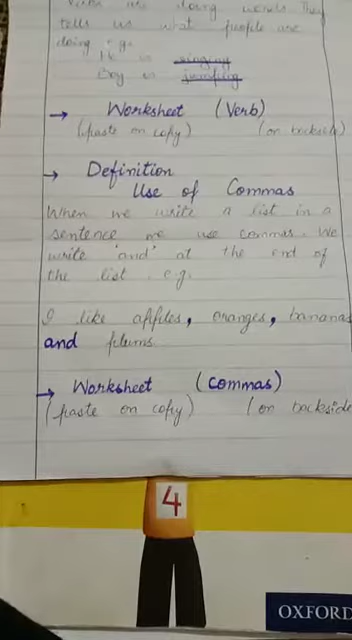 Verbs are doing words. They
tells us what people are
doing e.g.
He is singing
Boy is jumping
→ Worksheet (Verb)
(paste on copy) (on backside)
→ Definition
Use of Commas
When we write a list in a
sentence we use commas. We
write 'and' at the end of
the list. e.g.
I like apples, oranges, bananas
and plums
→ Worksheet (Commas)
(paste on copy) (on backside
4
OXFORD